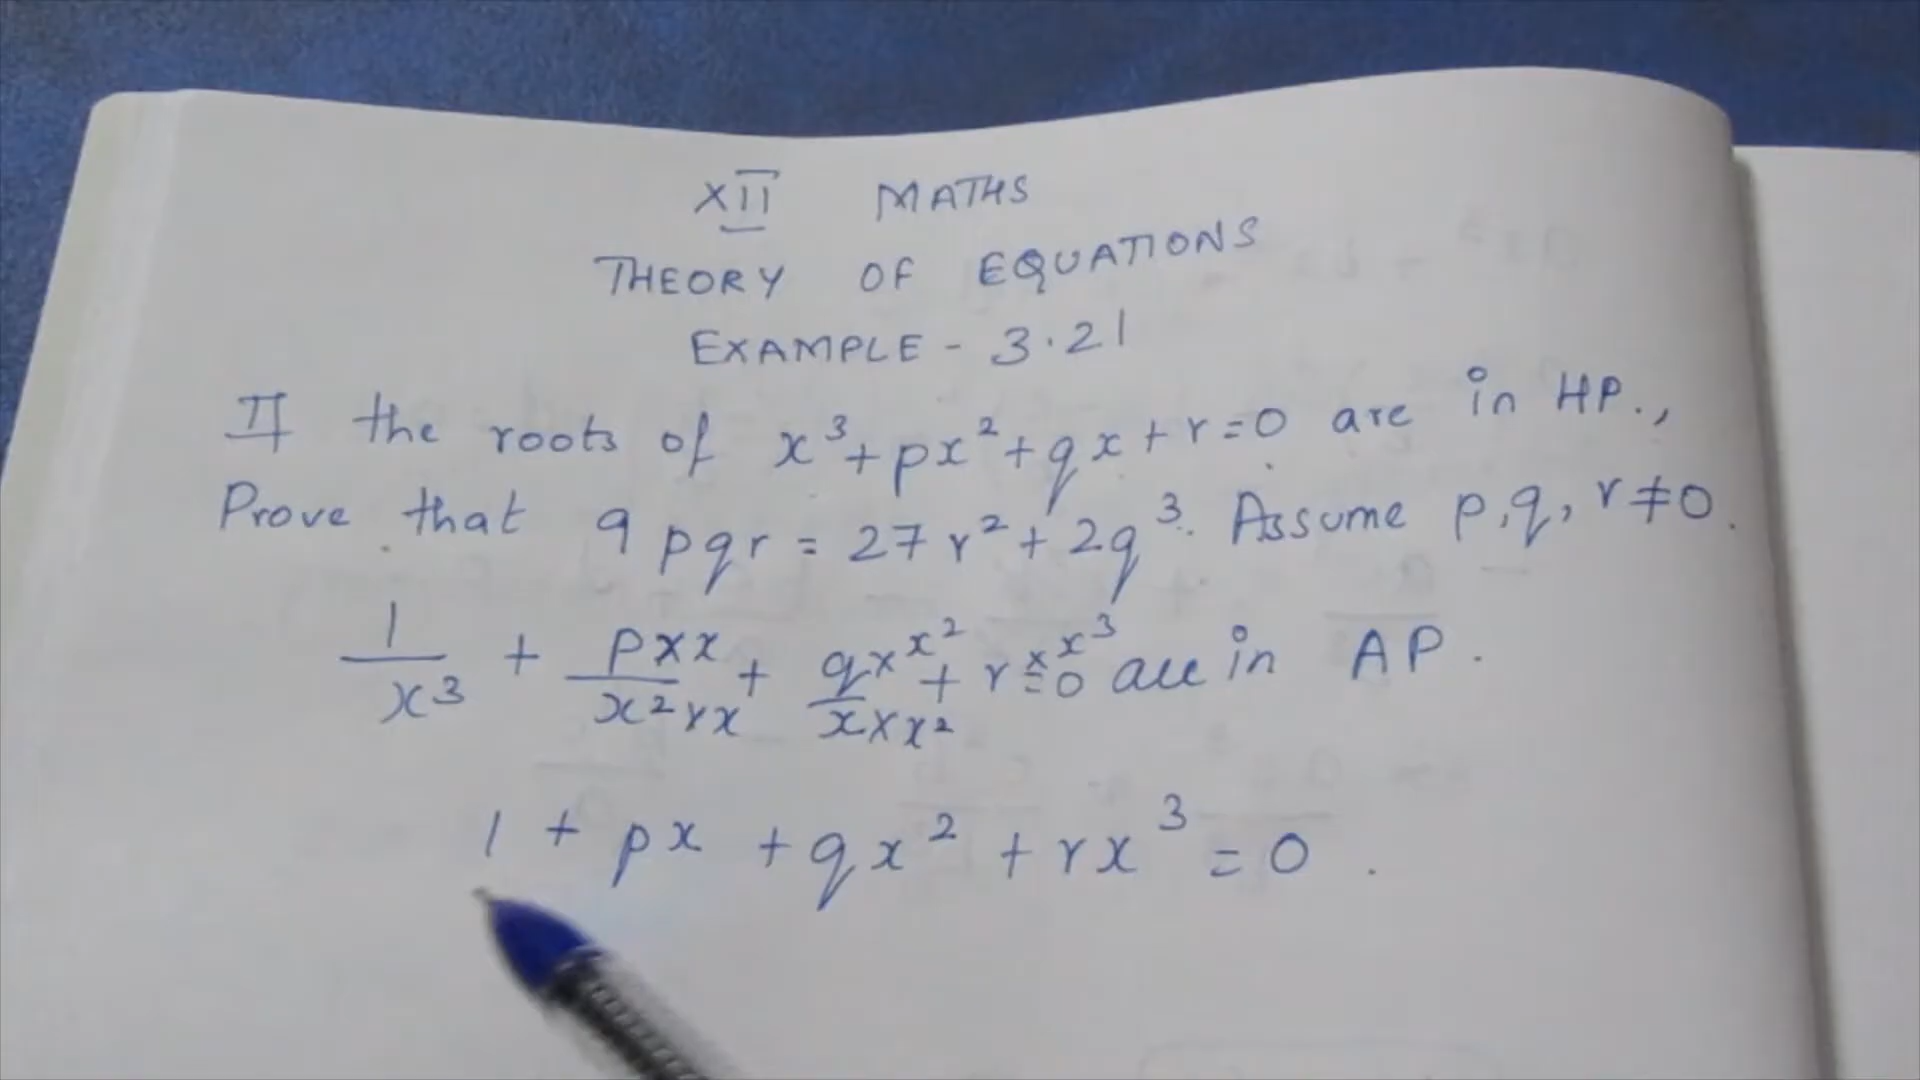 XII MATHS
THEORY OF EQUATIONS
EXAMPLE - 3.21
If the roots of x³+px²+qx+r=0 are in HP.,
Prove that 9pqr = 27r²+2q³. Assume p,q,r≠0.
1/x³ + p×x/x²×x + q×x²/x×x² + r×x³=0 are in AP.
1 + px + qx² + rx³ = 0.